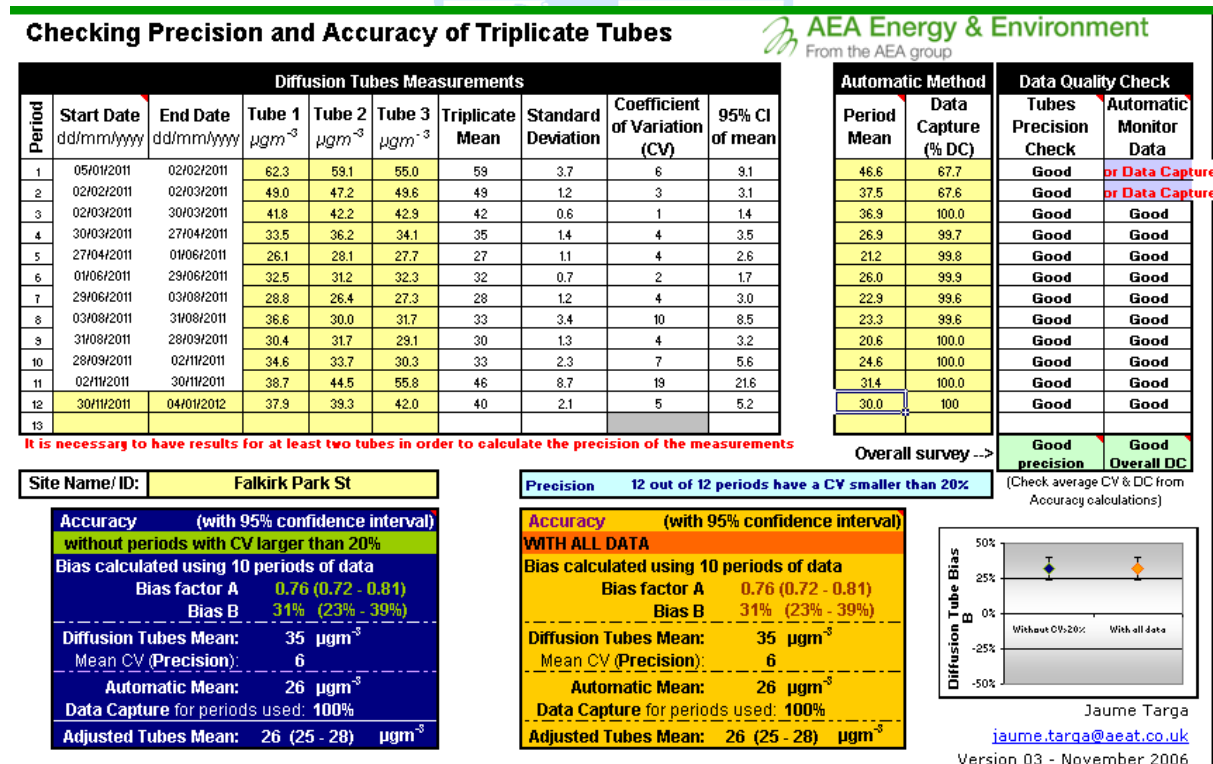 Checking Precision and Accuracy of Triplicate Tubes
AEA Energy & Environment
From the AEA group
Diffusion Tubes Measurements
Automatic Method
Data Quality Check
Period Start Date dd/mm/yyyy End Date dd/mm/yyyy Tube 1 µgm-3 Tube 2 µgm-3 Tube 3 µgm-3 Triplicate Mean Standard Deviation Coefficient of Variation (CV) 95% CI of mean Period Mean Data Capture (% DC) Tubes Precision Check Automatic Monitor Data
1 05/01/2011 02/02/2011 62.3 59.1 55.0 59 3.7 6 9.1 46.6 67.7 Good or Data Capture
2 02/02/2011 02/03/2011 49.0 47.2 49.6 49 1.2 3 3.1 37.5 67.6 Good or Data Capture
3 02/03/2011 30/03/2011 41.8 42.2 42.9 42 0.6 1 1.4 36.9 100.0 Good Good
4 30/03/2011 27/04/2011 33.5 36.2 34.1 35 1.4 4 3.5 26.9 99.7 Good Good
5 27/04/2011 01/06/2011 26.1 28.1 27.7 27 1.1 4 2.6 21.2 99.8 Good Good
6 01/06/2011 29/06/2011 32.5 31.2 32.3 32 0.7 2 1.7 26.0 99.9 Good Good
7 29/06/2011 03/08/2011 28.8 26.4 27.3 28 1.2 4 3.0 22.9 99.6 Good Good
8 03/08/2011 31/08/2011 36.6 30.0 31.7 33 3.4 10 8.5 23.3 99.6 Good Good
9 31/08/2011 28/09/2011 30.4 31.7 29.1 30 1.3 4 3.2 20.6 100.0 Good Good
10 28/09/2011 02/11/2011 34.6 33.7 30.3 33 2.3 7 5.6 24.6 100.0 Good Good
11 02/11/2011 30/11/2011 38.7 44.5 55.8 46 8.7 19 21.6 31.4 100.0 Good Good
12 30/11/2011 04/01/2012 37.9 39.3 42.0 40 2.1 5 5.2 30.0 100 Good Good
13
It is necessary to have results for at least two tubes in order to calculate the precision of the measurements
Overall survey --> Good precision Good Overall DC
(Check average CV & DC from Accuracy calculations)
Site Name/ ID: Falkirk Park St
Precision 12 out of 12 periods have a CV smaller than 20%
Accuracy (with 95% confidence interval)
without periods with CV larger than 20%
Bias calculated using 10 periods of data
Bias factor A 0.76 (0.72 - 0.81)
Bias B 31% (23% - 39%)
Diffusion Tubes Mean: 35 µgm-3
Mean CV (Precision): 6
Automatic Mean: 26 µgm-3
Data Capture for periods used: 100%
Adjusted Tubes Mean: 26 (25 - 28) µgm-3
Accuracy (with 95% confidence interval)
WITH ALL DATA
Bias calculated using 10 periods of data
Bias factor A 0.76 (0.72 - 0.81)
Bias B 31% (23% - 39%)
Diffusion Tubes Mean: 35 µgm-3
Mean CV (Precision): 6
Automatic Mean: 26 µgm-3
Data Capture for periods used: 100%
Adjusted Tubes Mean: 26 (25 - 28) µgm-3
Diffusion Tube Bias B
50%
25%
0%
-25%
-50%
Without CV>20% With all data
Jaume Targa
jaume.targa@aeat.co.uk
Version 03 - November 2006